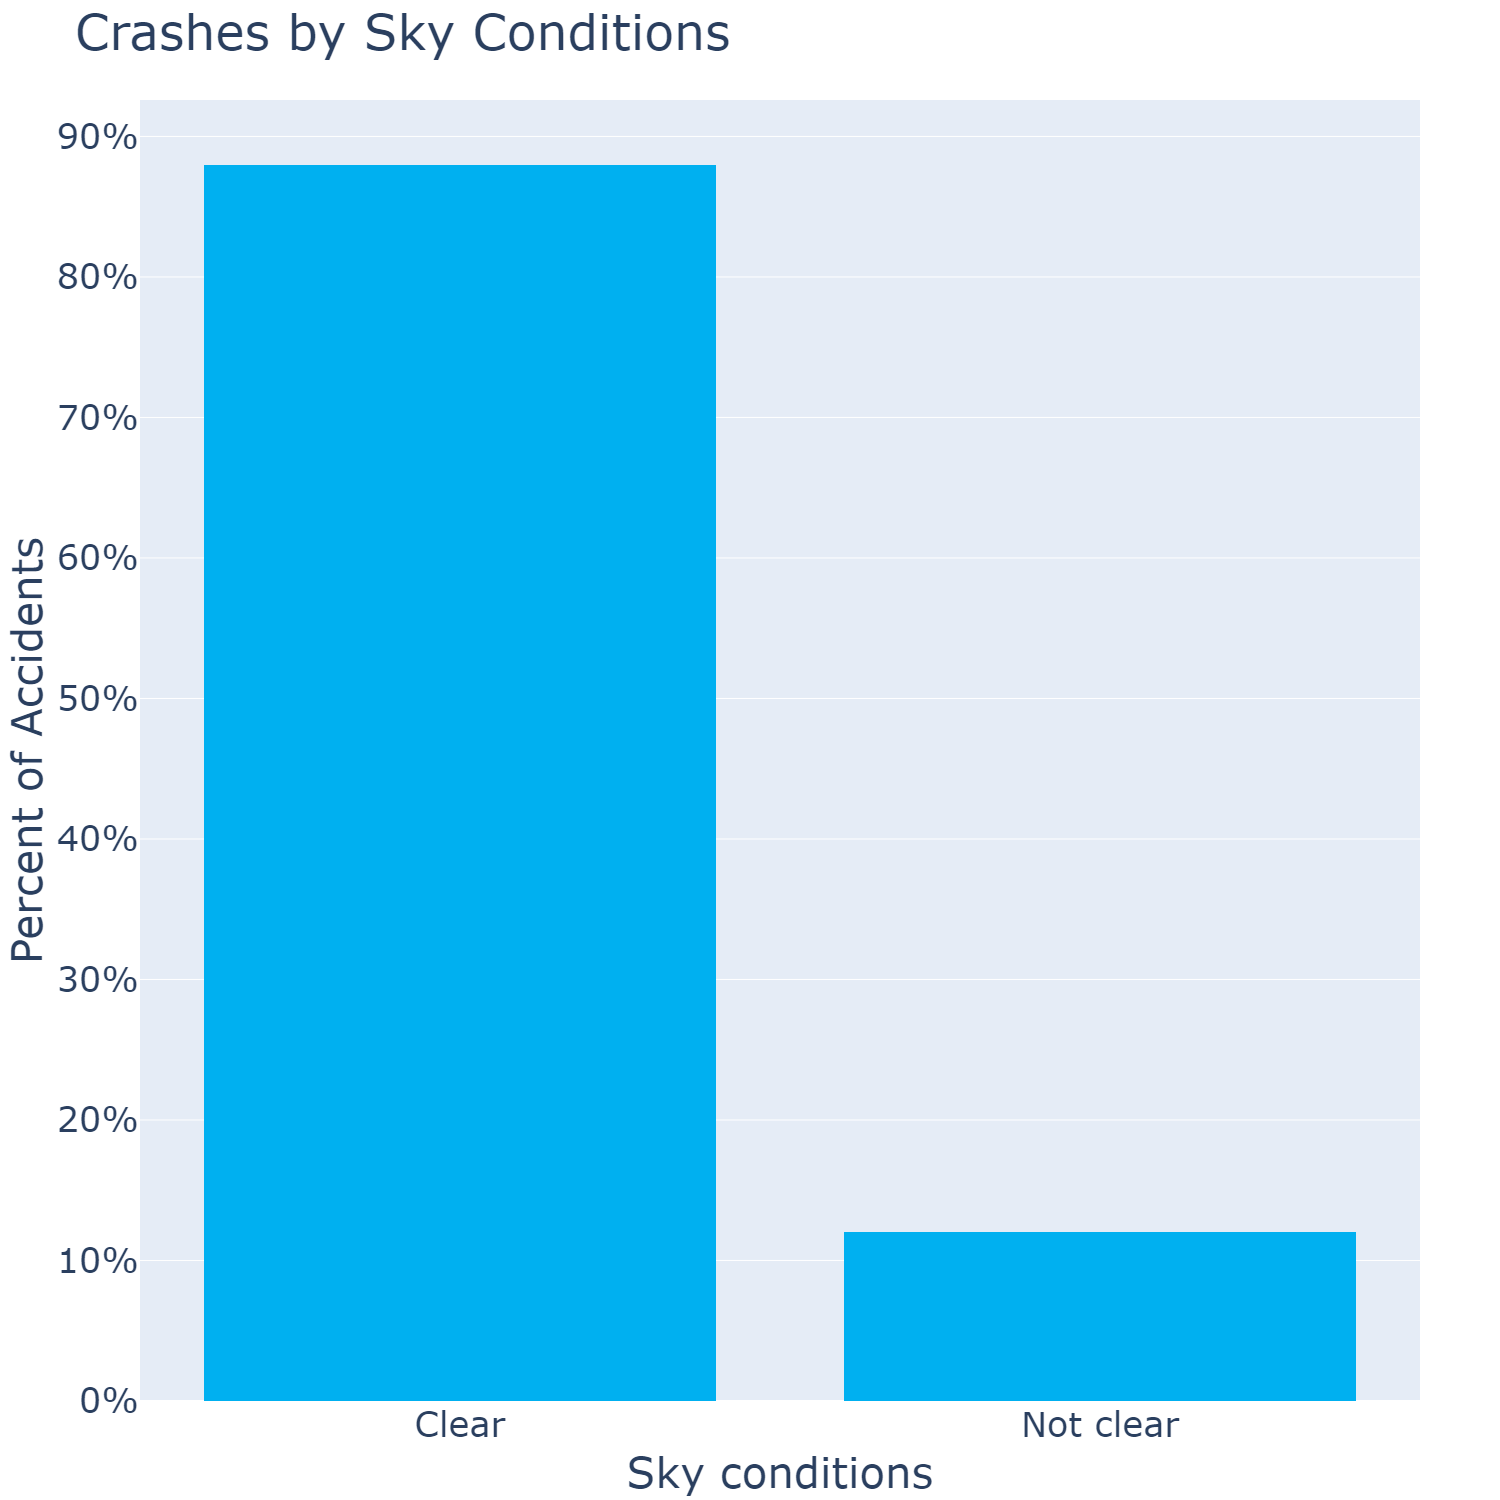 Crashes by Sky Conditions
90%
80%
70%
60%
50%
40%
30%
20%
10%
0%
Percent of Accidents
Clear
Not clear
Sky conditions